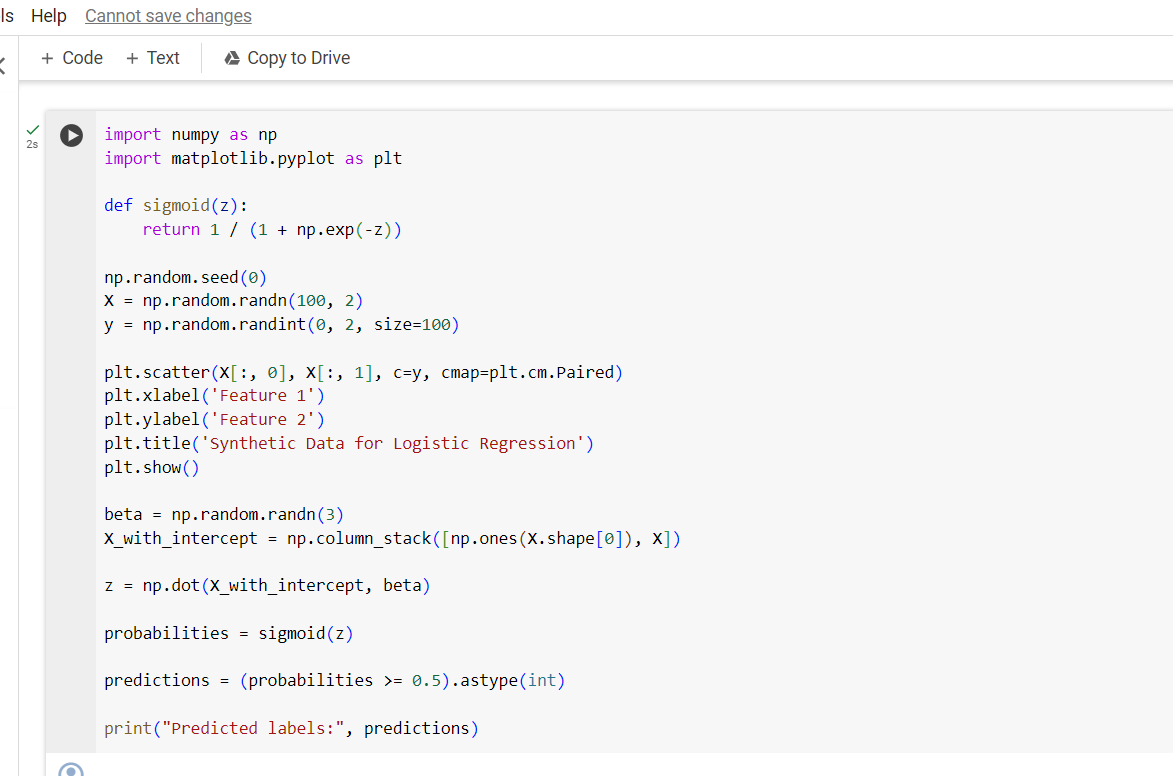 ls Help Cannot save changes
+ Code + Text Copy to Drive
2s
import numpy as np
import matplotlib.pyplot as plt
def sigmoid(z):
    return 1 / (1 + np.exp(-z))
np.random.seed(0)
X = np.random.randn(100, 2)
y = np.random.randint(0, 2, size=100)
plt.scatter(X[:, 0], X[:, 1], c=y, cmap=plt.cm.Paired)
plt.xlabel('Feature 1')
plt.ylabel('Feature 2')
plt.title('Synthetic Data for Logistic Regression')
plt.show()
beta = np.random.randn(3)
X_with_intercept = np.column_stack([np.ones(X.shape[0]), X])
z = np.dot(X_with_intercept, beta)
probabilities = sigmoid(z)
predictions = (probabilities >= 0.5).astype(int)
print("Predicted labels:", predictions)